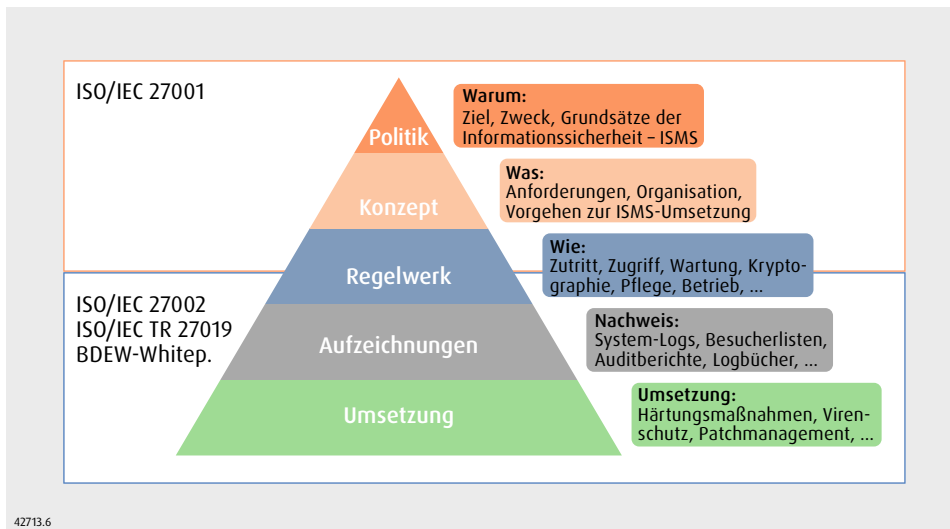 ISO/IEC 27001
Politik
Warum:
Ziel, Zweck, Grundsätze der
Informationssicherheit – ISMS
Konzept
Was:
Anforderungen, Organisation,
Vorgehen zur ISMS-Umsetzung
Regelwerk
Wie:
Zutritt, Zugriff, Wartung, Krypto-
graphie, Pflege, Betrieb, ...
ISO/IEC 27002
ISO/IEC TR 27019
BDEW-Whitep.
Aufzeichnungen
Nachweis:
System-Logs, Besucherlisten,
Auditberichte, Logbücher, ...
Umsetzung
Umsetzung:
Härtungsmaßnahmen, Viren-
schutz, Patchmanagement, ...
42713.6